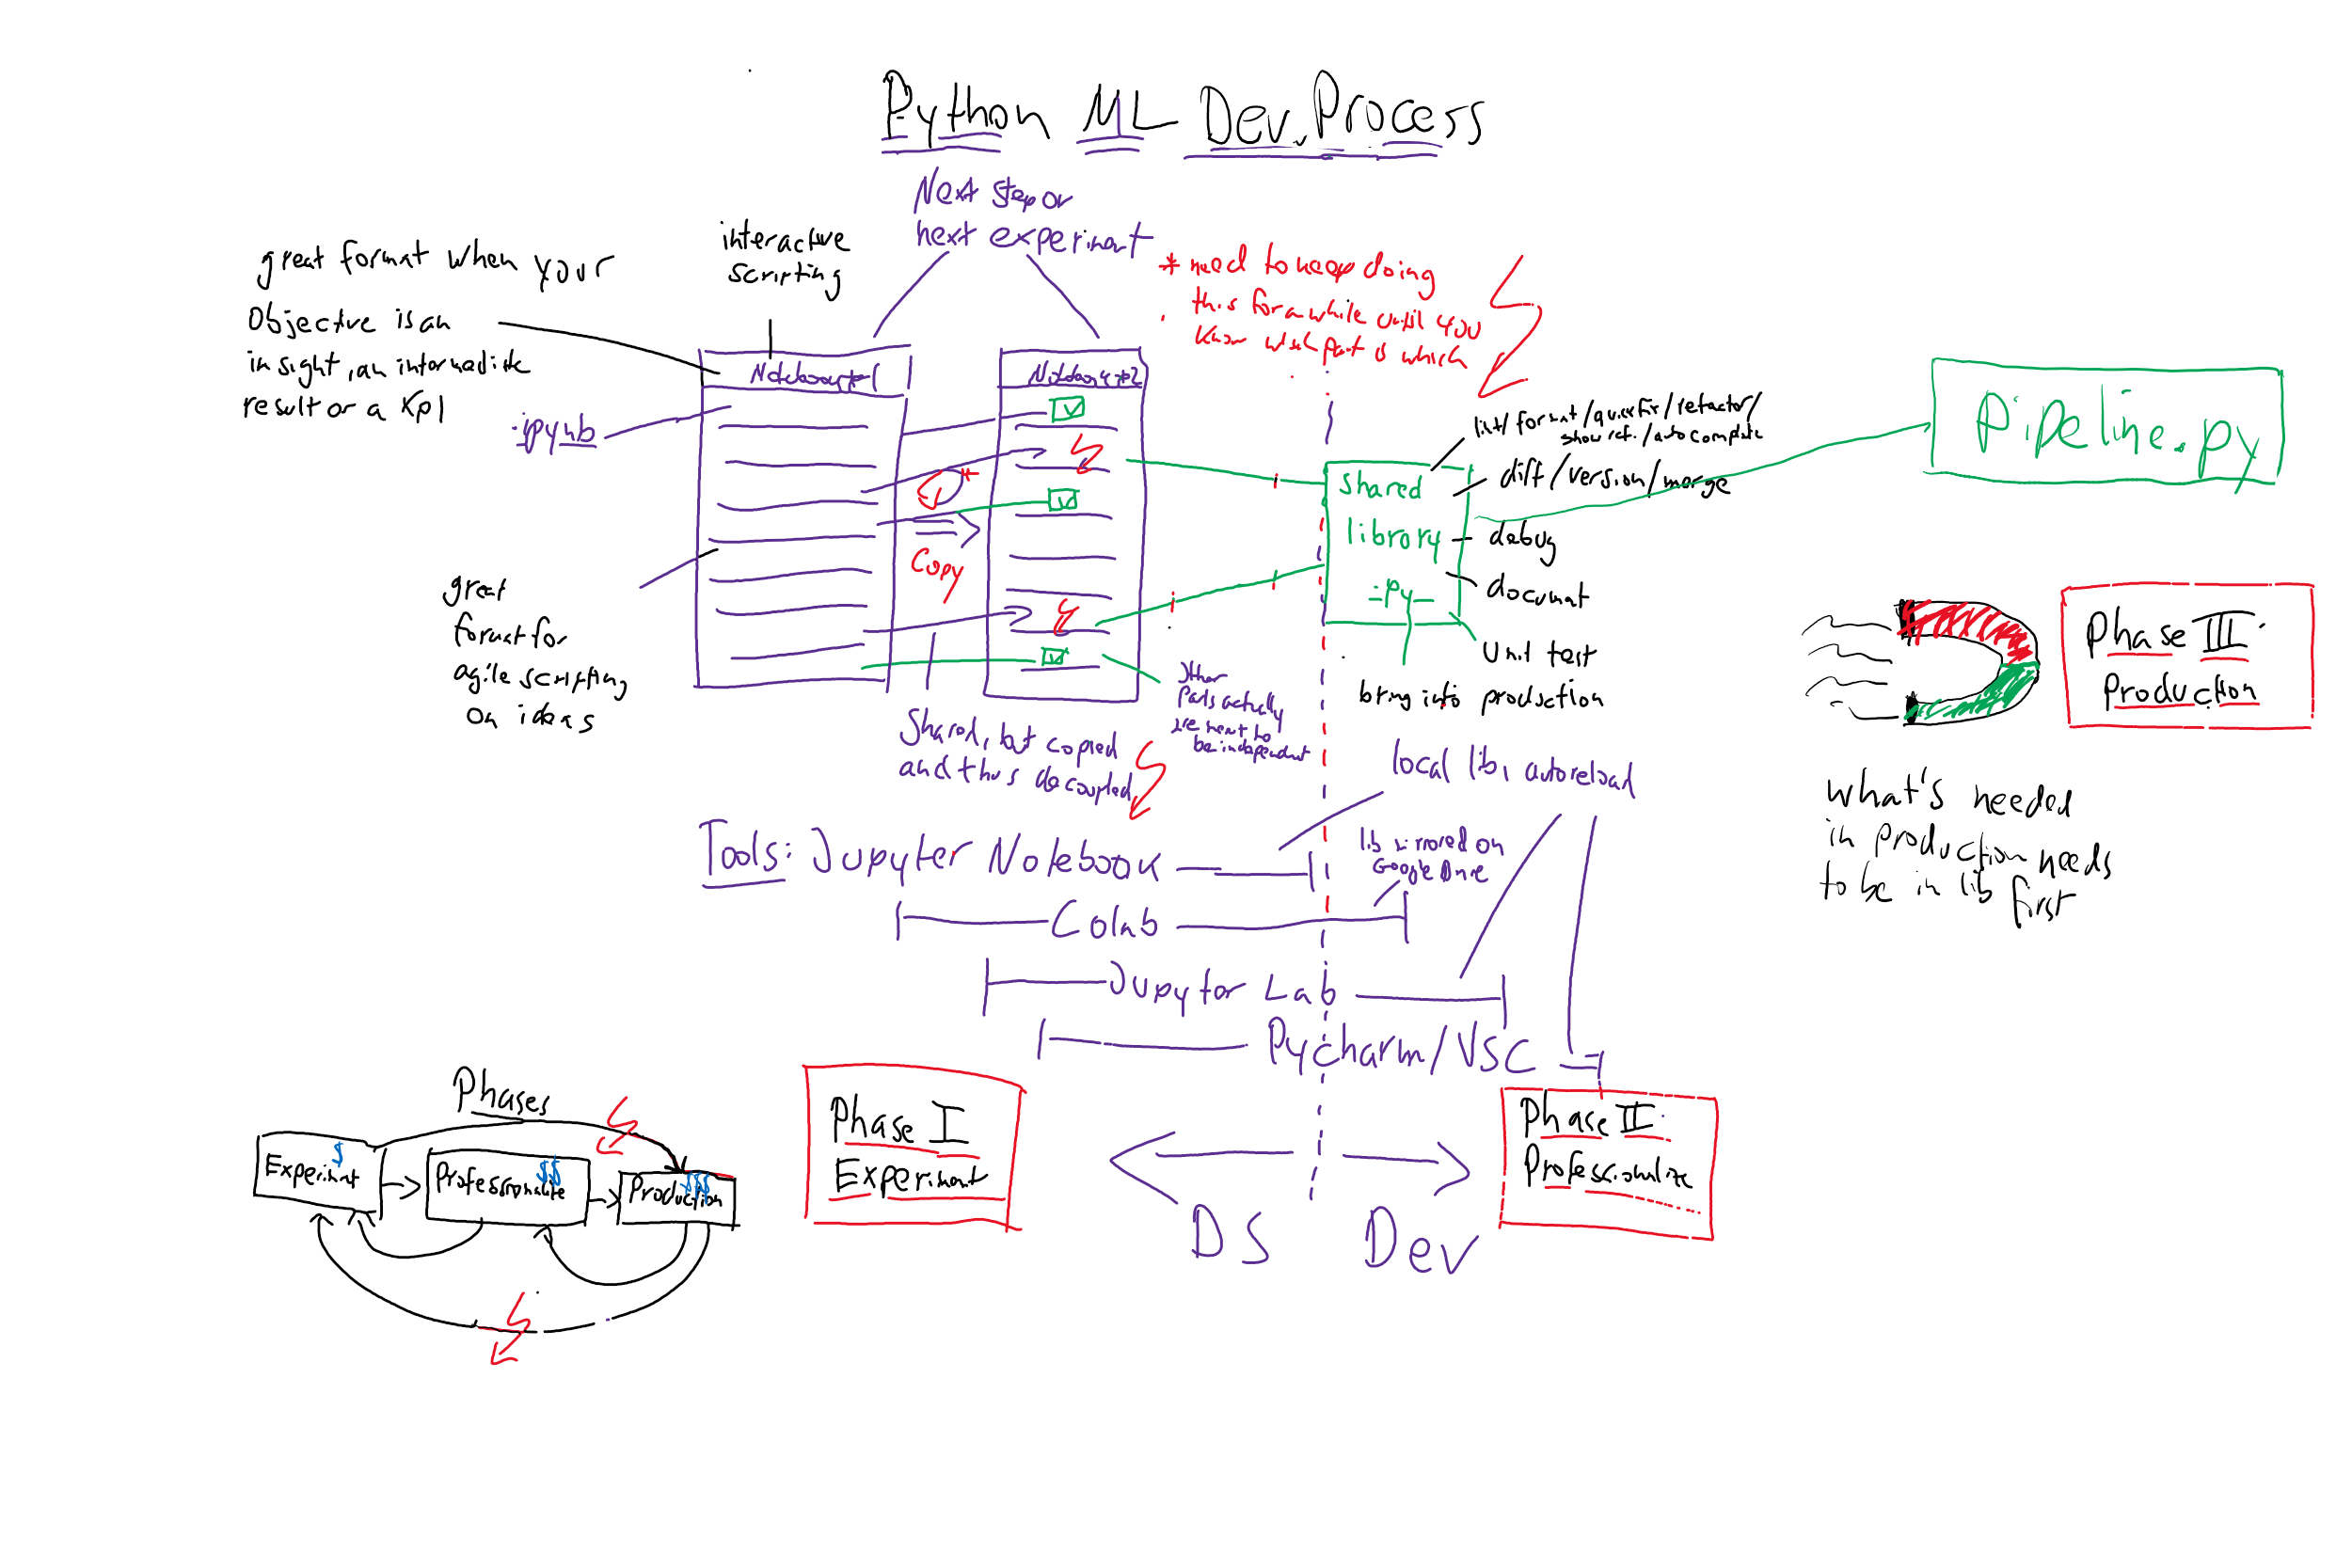 Python ML Dev. Process
Next step or
next experiment
interactive
scripting
great format when your
Objective is an
insight, an intermediate
result or a KPI
.ipynb
* need to keep doing
this for a while until you
know which part is which
Notebook #1
Notebook #2
Copy
*
great
format for
agile scripting
on ideas
Shared, but copied
and thus decoupled
Other
parts actually
are meant to
be independent
shared
library
.py
lint/format/quickfix/refactor/
show ref./autocomplete
diff/version/merge
debug
document
Unit test
bring into production
Pipeline.py
Phase III:
Production
what's needed
in production needs
to be in lib first
local lib, autoreload
lib mirrored on
Google Drive
Tools: Jupyter Notebook
Colab
Jupyter Lab
Pycharm/VSC
Phases
Experiment $
Professionalize $$
Production $$$
Phase I
Experiment
DS
Dev
Phase II:
Professionalize